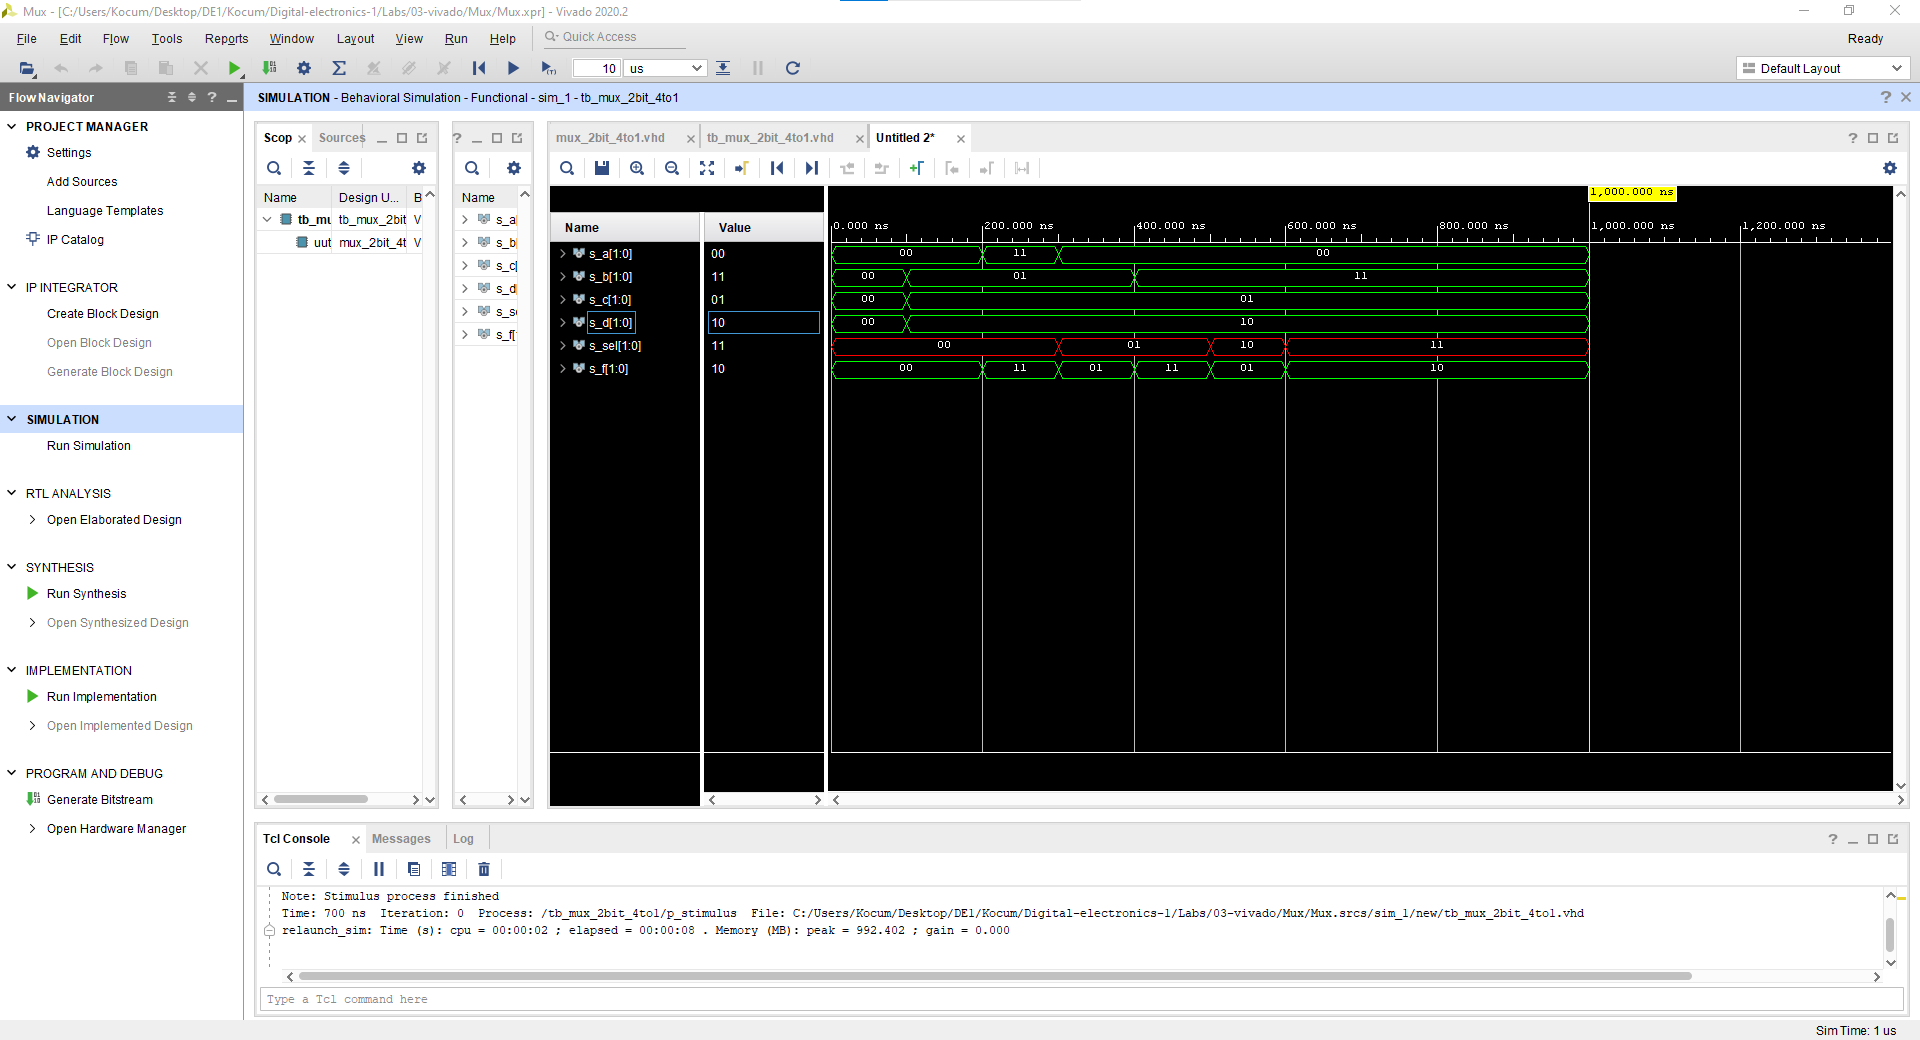 Mux - [C:/Users/Kocum/Desktop/DE1/Kocum/Digital-electronics-1/Labs/03-vivado/Mux/Mux.xpr] - Vivado 2020.2
File Edit Flow Tools Reports Window Layout View Run Help Quick Access
Ready
10 us
Default Layout
Flow Navigator
SIMULATION - Behavioral Simulation - Functional - sim_1 - tb_mux_2bit_4to1
PROJECT MANAGER
Settings
Add Sources
Language Templates
IP Catalog
IP INTEGRATOR
Create Block Design
Open Block Design
Generate Block Design
SIMULATION
Run Simulation
RTL ANALYSIS
Open Elaborated Design
SYNTHESIS
Run Synthesis
Open Synthesized Design
IMPLEMENTATION
Run Implementation
Open Implemented Design
PROGRAM AND DEBUG
Generate Bitstream
Open Hardware Manager
Scop Sources
Name Design U... B
tb_mu tb_mux_2bit V
uut mux_2bit_4t V
Name
s_a
s_b
s_c[
s_d[
s_se
s_f[
mux_2bit_4to1.vhd tb_mux_2bit_4to1.vhd Untitled 2*
1,000.000 ns
Name Value
0.000 ns 200.000 ns 400.000 ns 600.000 ns 800.000 ns 1,000.000 ns 1,200.000 ns
s_a[1:0] 00 00 11 00
s_b[1:0] 11 00 01 11
s_c[1:0] 01 00 01
s_d[1:0] 10 00 10
s_sel[1:0] 11 00 01 10 11
s_f[1:0] 10 00 11 01 11 01 10
Tcl Console Messages Log
Note: Stimulus process finished
Time: 700 ns Iteration: 0 Process: /tb_mux_2bit_4to1/p_stimulus File: C:/Users/Kocum/Desktop/DE1/Kocum/Digital-electronics-1/Labs/03-vivado/Mux/Mux.srcs/sim_1/new/tb_mux_2bit_4to1.vhd
relaunch_sim: Time (s): cpu = 00:00:02 ; elapsed = 00:00:08 . Memory (MB): peak = 992.402 ; gain = 0.000
Type a Tcl command here
Sim Time: 1 us